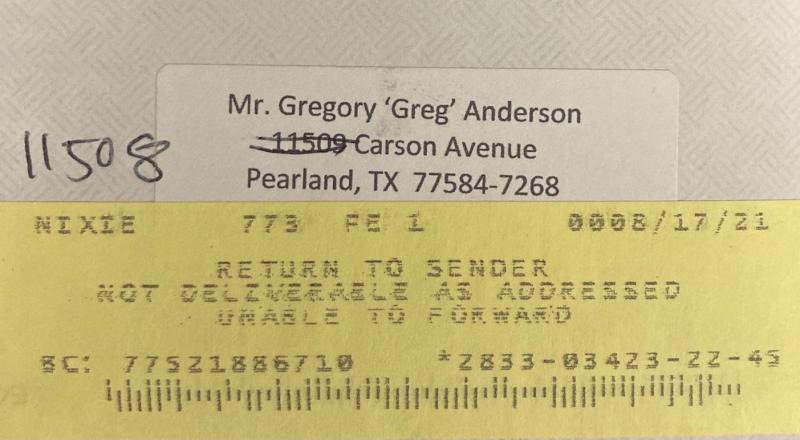 Mr. Gregory ‘Greg’ Anderson
11508 11509 Carson Avenue
Pearland, TX 77584-7268
NIXIE 773 FE 1 0008/17/21
RETURN TO SENDER
NOT DELIVERABLE AS ADDRESSED
UNABLE TO FORWARD
BC: 77521886710 *2833-03423-22-45